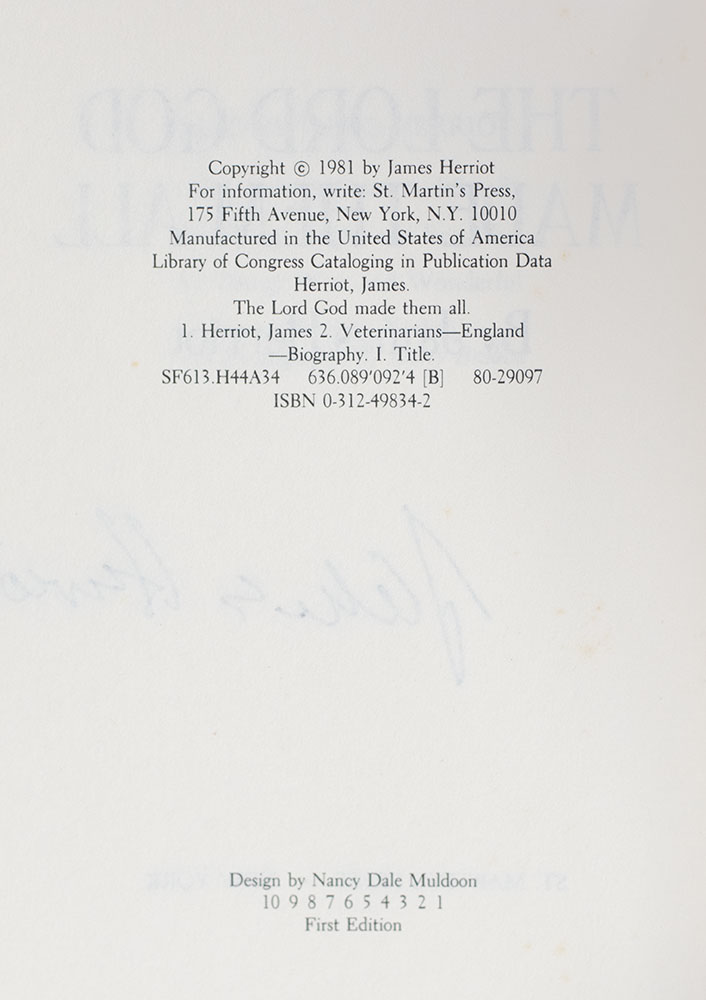 Copyright © 1981 by James Herriot
For information, write: St. Martin's Press,
175 Fifth Avenue, New York, N.Y. 10010
Manufactured in the United States of America
Library of Congress Cataloging in Publication Data
Herriot, James.
The Lord God made them all.
1. Herriot, James 2. Veterinarians—England
—Biography. I. Title.
SF613.H44A34 636.089'092'4 [B] 80-29097
ISBN 0-312-49834-2
Design by Nancy Dale Muldoon
10 9 8 7 6 5 4 3 2 1
First Edition